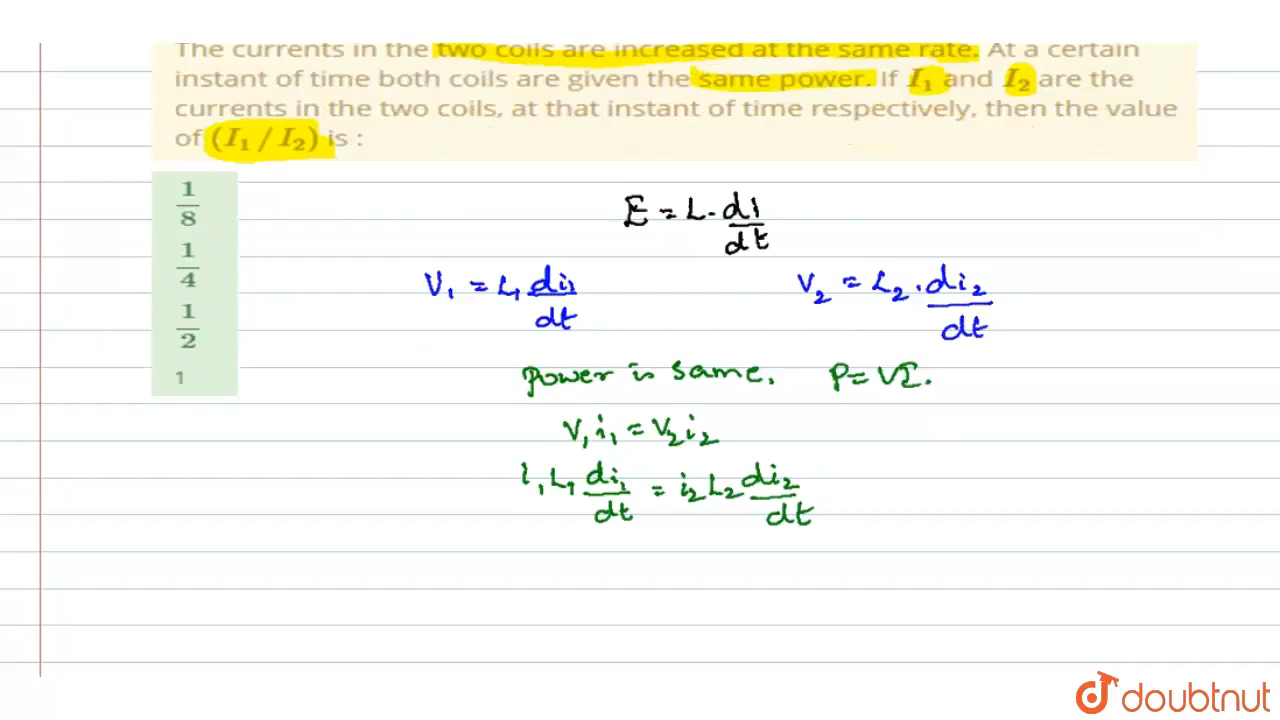 The currents in the two coils are increased at the same rate. At a certain
instant of time both coils are given the same power. If I₁ and I₂ are the
currents in the two coils, at that instant of time respectively, then the value
of (I₁ / I₂) is :
1/8
1/4
1/2
1
E = L. di/dt
V₁ = L₁ di₁/dt V₂ = L₂ . di₂/dt
Power is same. P = VI.
V₁ i₁ = V₂ i₂
i₁ L₁ di₁/dt = i₂ L₂ di₂/dt
doubtnut